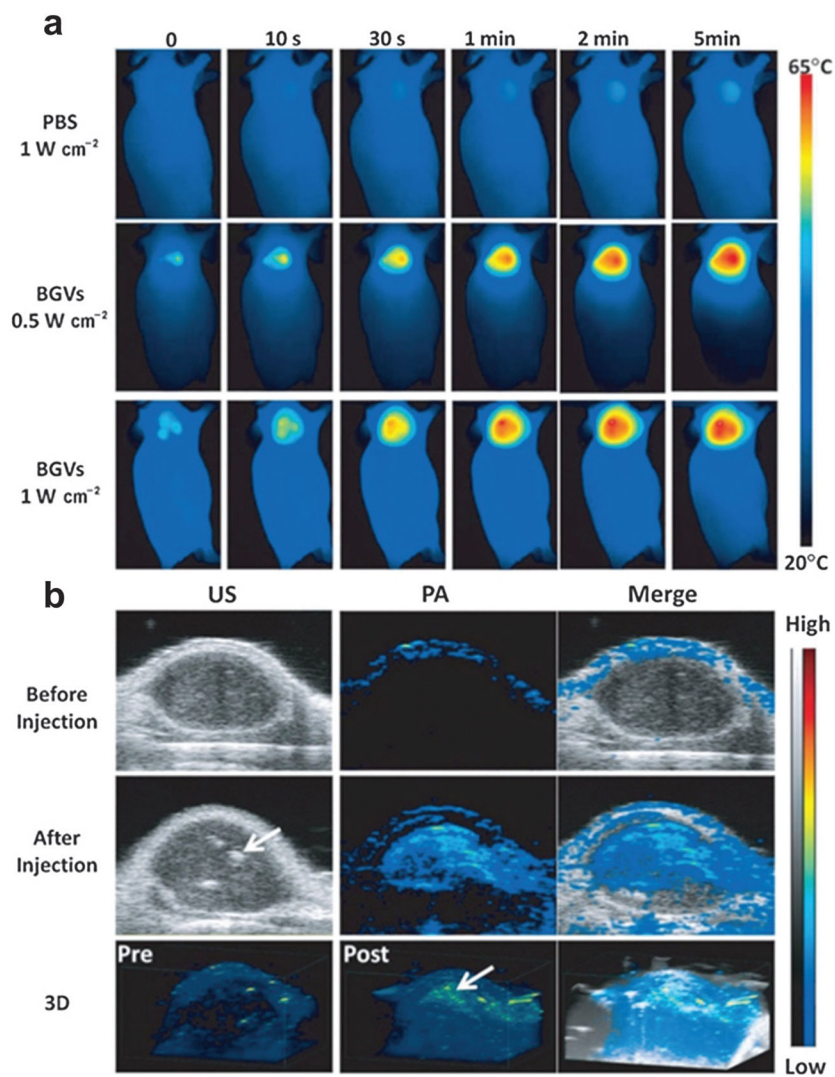 a
0 10 s 30 s 1 min 2 min 5min
65°C
PBS
1 W cm⁻²
BGVs
0.5 W cm⁻²
BGVs
1 W cm⁻²
20°C
b
US PA Merge
High
Before
Injection
After
Injection
Pre Post
3D
Low